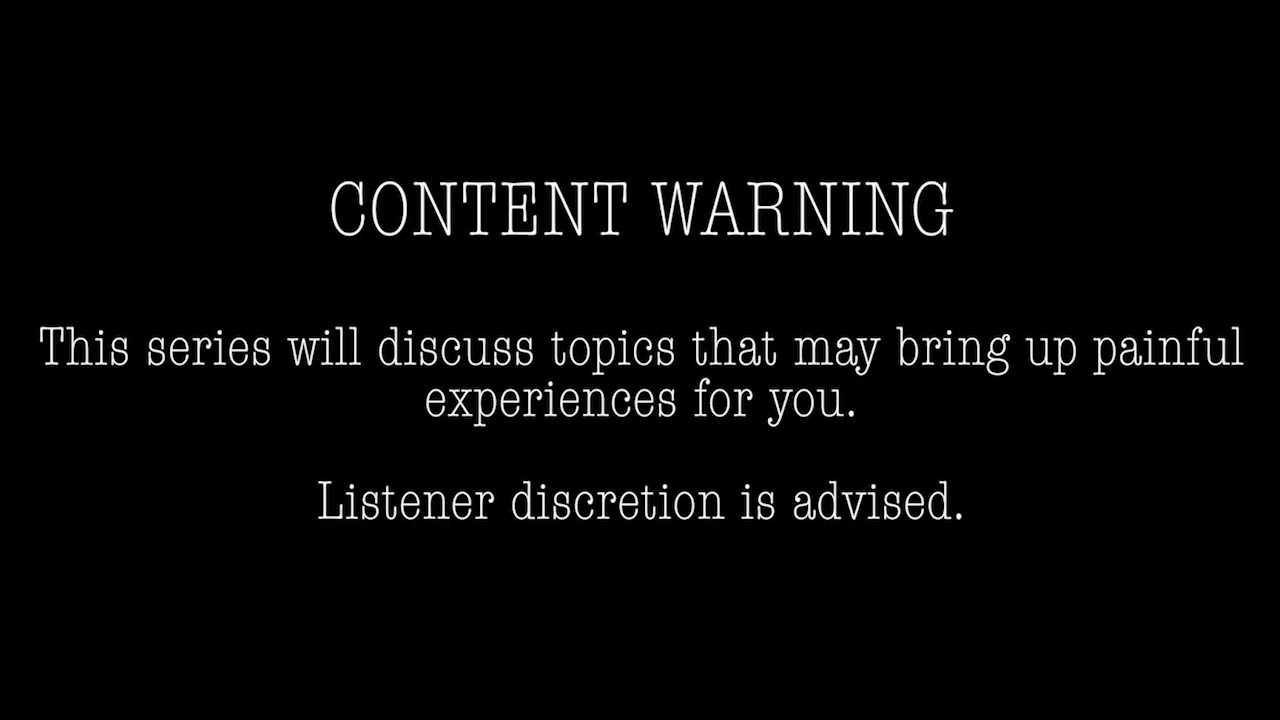 CONTENT WARNING
This series will discuss topics that may bring up painful
experiences for you.
Listener discretion is advised.